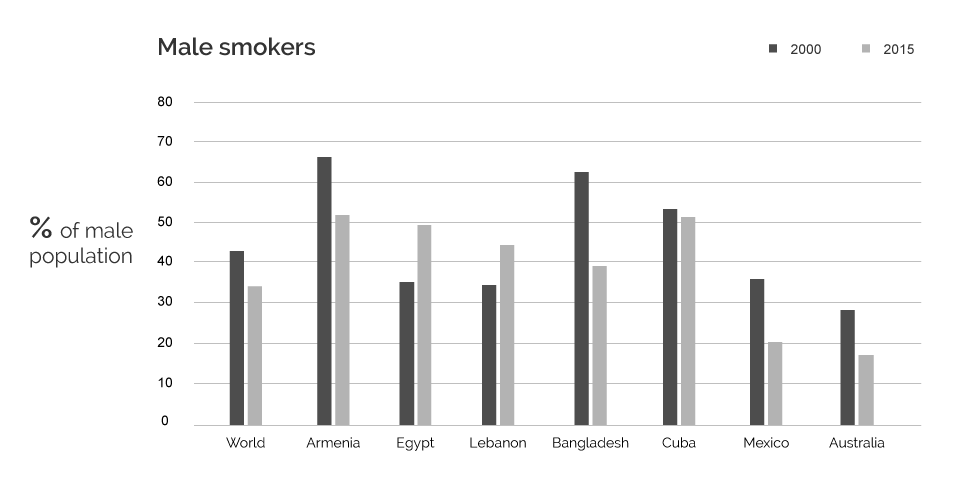 Male smokers
2000
2015
80
70
60
50
40
30
20
10
0
% of male
population
World
Armenia
Egypt
Lebanon
Bangladesh
Cuba
Mexico
Australia